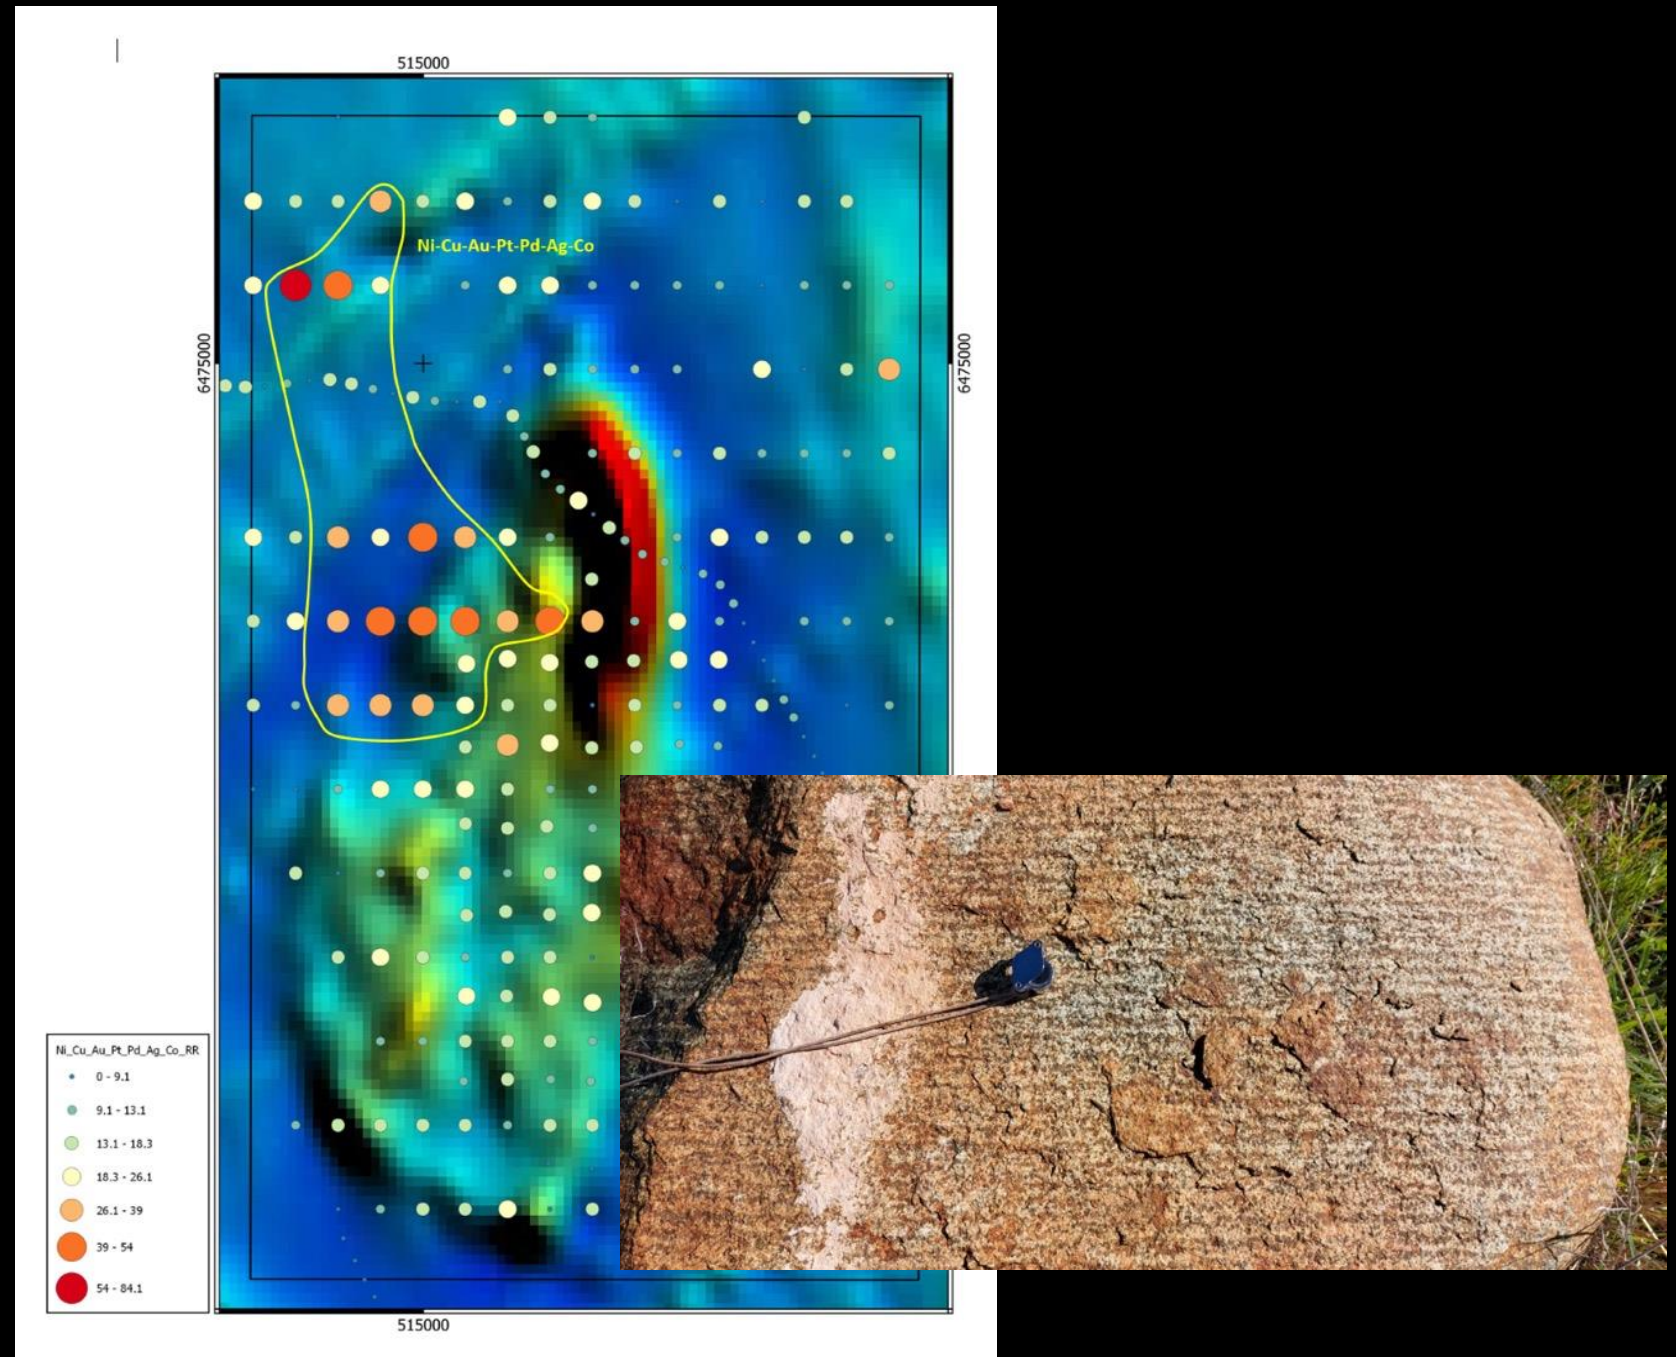 515000
Ni-Cu-Au-Pt-Pd-Ag-Co
6475000
6475000
Ni_Cu_Au_Pt_Pd_Ag_Co_RR
0 - 9.1
9.1 - 13.1
13.1 - 18.3
18.3 - 26.1
26.1 - 39
39 - 54
54 - 84.1
515000